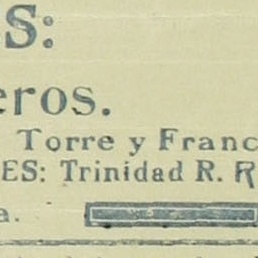 S:
eros.
Torre y Franc
ES: Trinidad R. R
a.